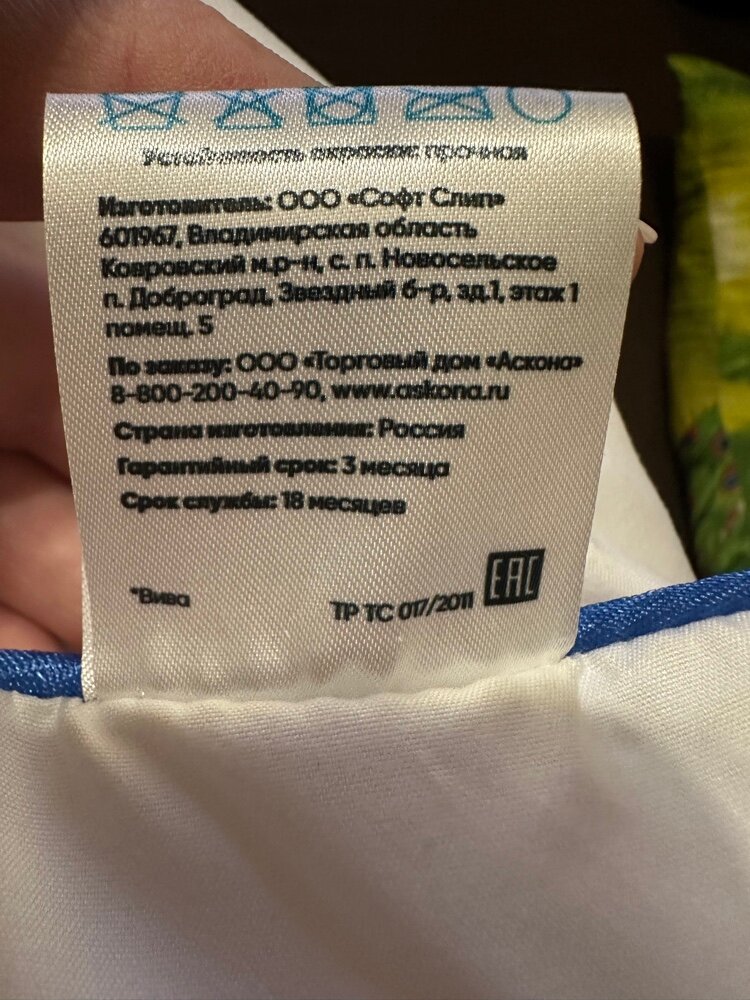 Устойчивость окраски: прочная
Изготовитель: ООО «Софт Слип»
601967, Владимирская область
Ковровский м.р-н, с. п. Новосельское
п. Доброград, Звездный б-р, зд.1, этаж 1
помещ. 5
По заказу: ООО «Торговый дом «Аскона»
8-800-200-40-90, www.askona.ru
Страна изготовления: Россия
Гарантийный срок: 3 месяца
Срок службы: 18 месяцев
*Вива
ТР ТС 017/2011 EAC